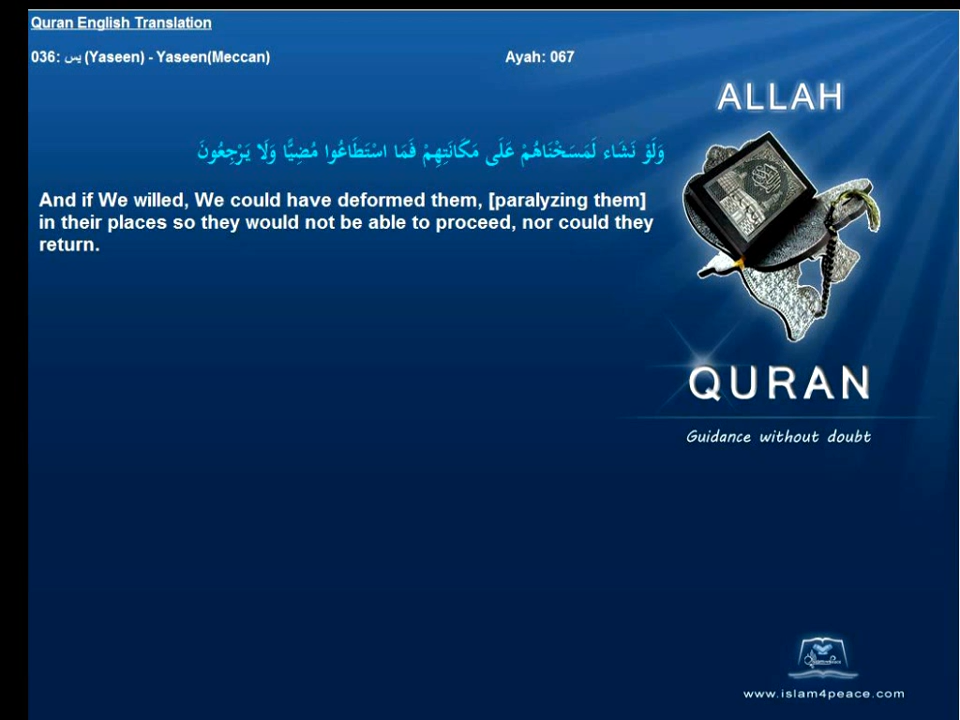 Quran English Translation
036: يس (Yaseen) - Yaseen(Meccan) Ayah: 067
ALLAH
وَلَوْ نَشَاء لَمَسَخْنَاهُمْ عَلَى مَكَانَتِهِمْ فَمَا اسْتَطَاعُوا مُضِيًّا وَلَا يَرْجِعُونَ
And if We willed, We could have deformed them, [paralyzing them]
in their places so they would not be able to proceed, nor could they
return.
QURAN
Guidance without doubt
www.islam4peace.com